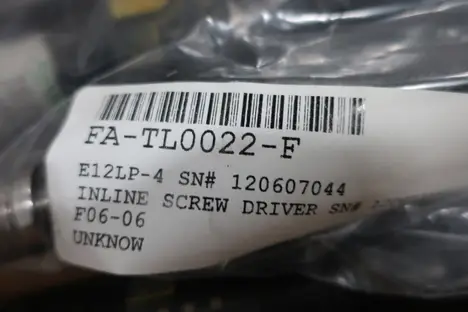 FA-TL0022-F
E12LP-4 SN# 120607044
INLINE SCREW DRIVER SN#
F06-06
UNKNOW